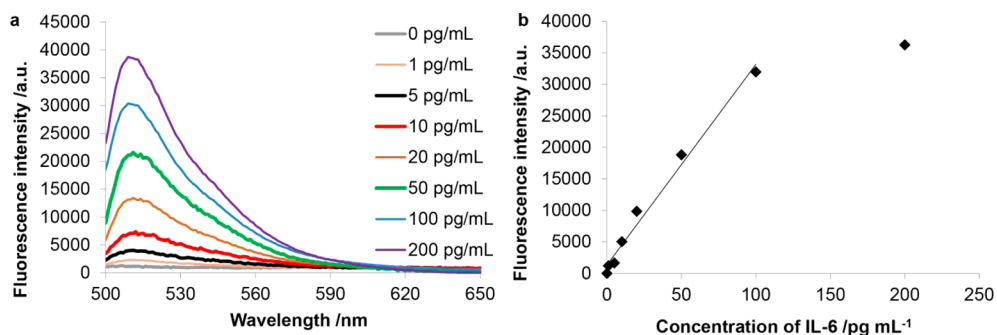 a
Fluorescence intensity /a.u.
45000
40000
35000
30000
25000
20000
15000
10000
5000
0
500
530
560
590
620
650
Wavelength /nm
0 pg/mL
1 pg/mL
5 pg/mL
10 pg/mL
20 pg/mL
50 pg/mL
100 pg/mL
200 pg/mL
b
Fluorescence intensity /a.u.
40000
35000
30000
25000
20000
15000
10000
5000
0
0
50
100
150
200
250
Concentration of IL-6 /pg mL⁻¹